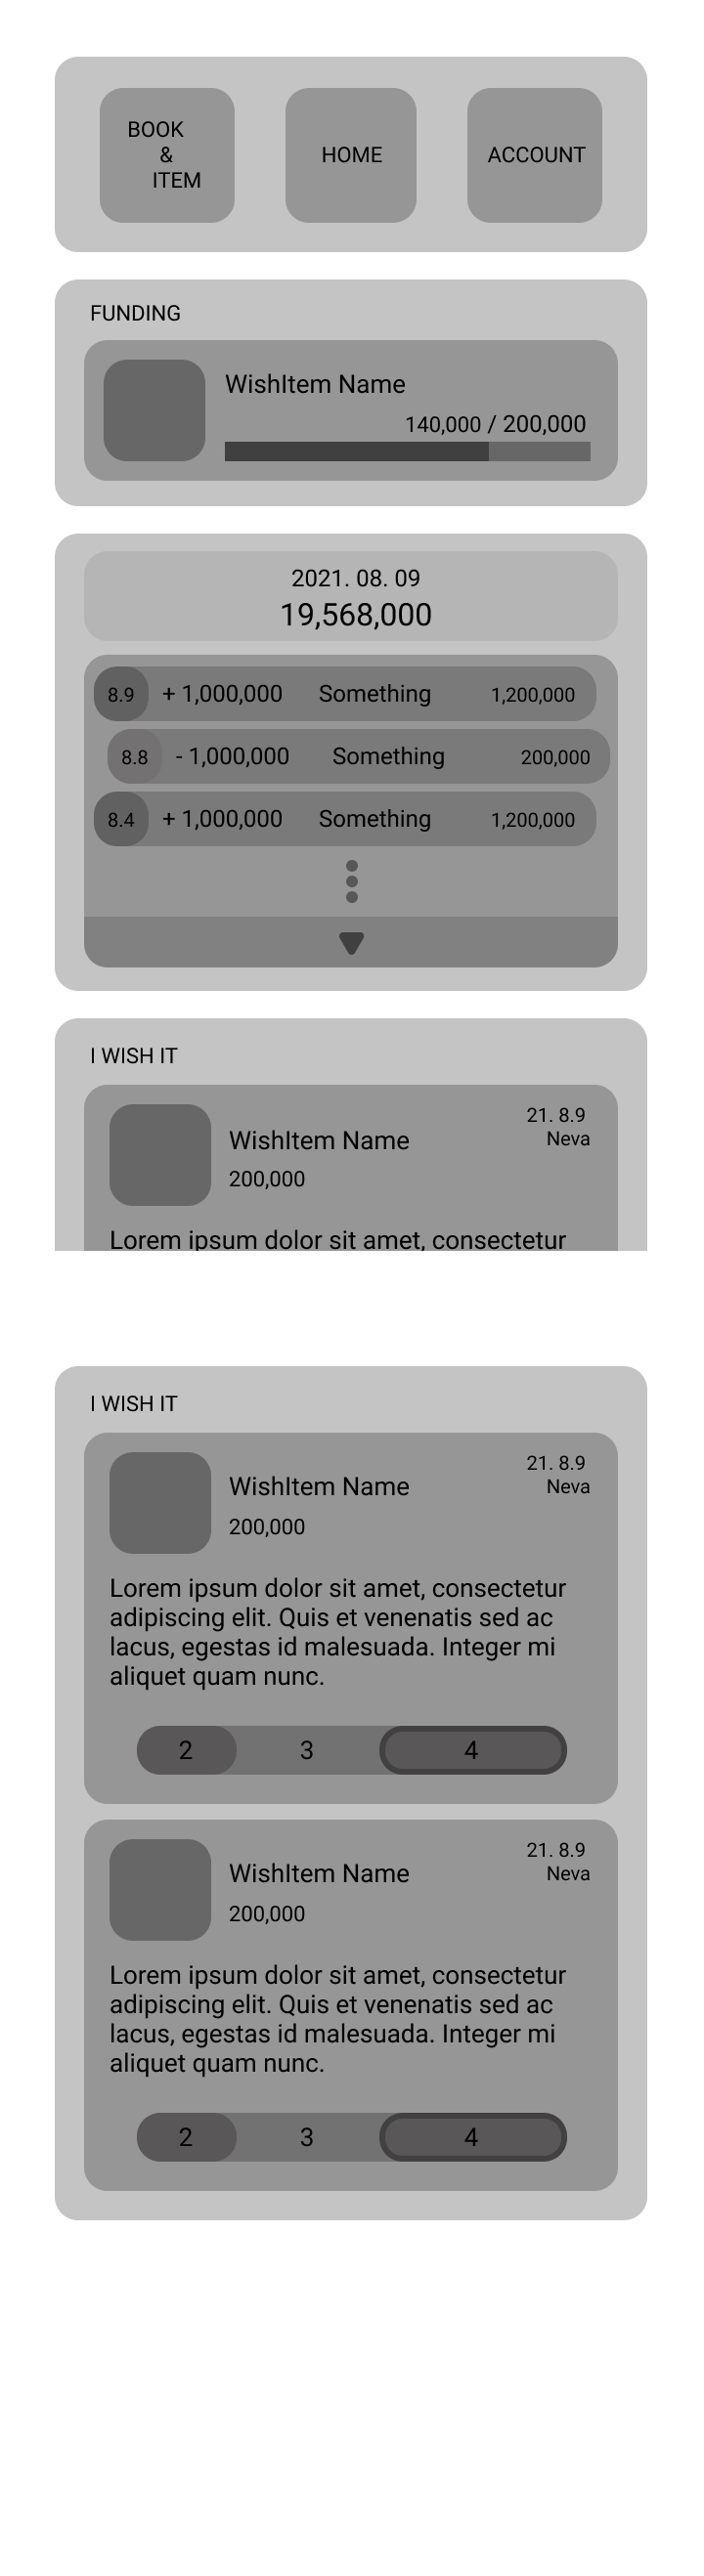 BOOK
&
ITEM
HOME
ACCOUNT
FUNDING
WishItem Name
140,000 / 200,000
2021. 08. 09
19,568,000
8.9 + 1,000,000 Something 1,200,000
8.8 - 1,000,000 Something 200,000
8.4 + 1,000,000 Something 1,200,000
I WISH IT
21. 8.9
Neva
WishItem Name
200,000
Lorem ipsum dolor sit amet, consectetur
I WISH IT
21. 8.9
Neva
WishItem Name
200,000
Lorem ipsum dolor sit amet, consectetur
adipiscing elit. Quis et venenatis sed ac
lacus, egestas id malesuada. Integer mi
aliquet quam nunc.
2 3 4
21. 8.9
Neva
WishItem Name
200,000
Lorem ipsum dolor sit amet, consectetur
adipiscing elit. Quis et venenatis sed ac
lacus, egestas id malesuada. Integer mi
aliquet quam nunc.
2 3 4